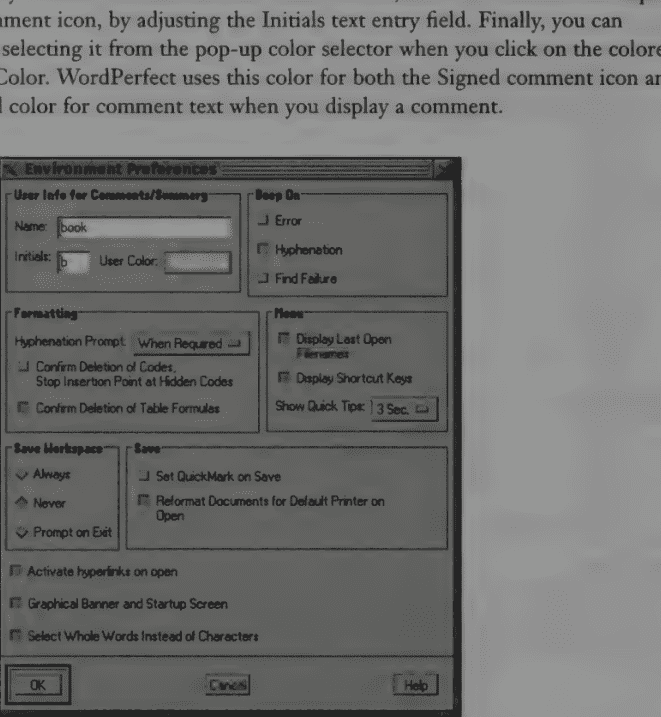 ment icon, by adjusting the Initials text entry field. Finally, you can
selecting it from the pop-up color selector when you click on the colore
Color. WordPerfect uses this color for both the Signed comment icon an
color for comment text when you display a comment.
Environment Preferences
User Info for Comments/Summary
Name: book
Initials: b User Color:
Beep On
Error
Hyphenation
Find Failure
Formatting
Hyphenation Prompt: When Required
Confirm Deletion of Codes,
Stop Insertion Point at Hidden Codes
Confirm Deletion of Table Formulas
Menu
Display Last Open
Filenames
Display Shortcut Keys
Show Quick Tips: 3 Sec.
Save Workspace
Always
Never
Prompt on Exit
Save
Set QuickMark on Save
Reformat Documents for Default Printer on
Open
Activate hyperlinks on open
Graphical Banner and Startup Screen
Select Whole Words Instead of Characters
OK Cancel Help